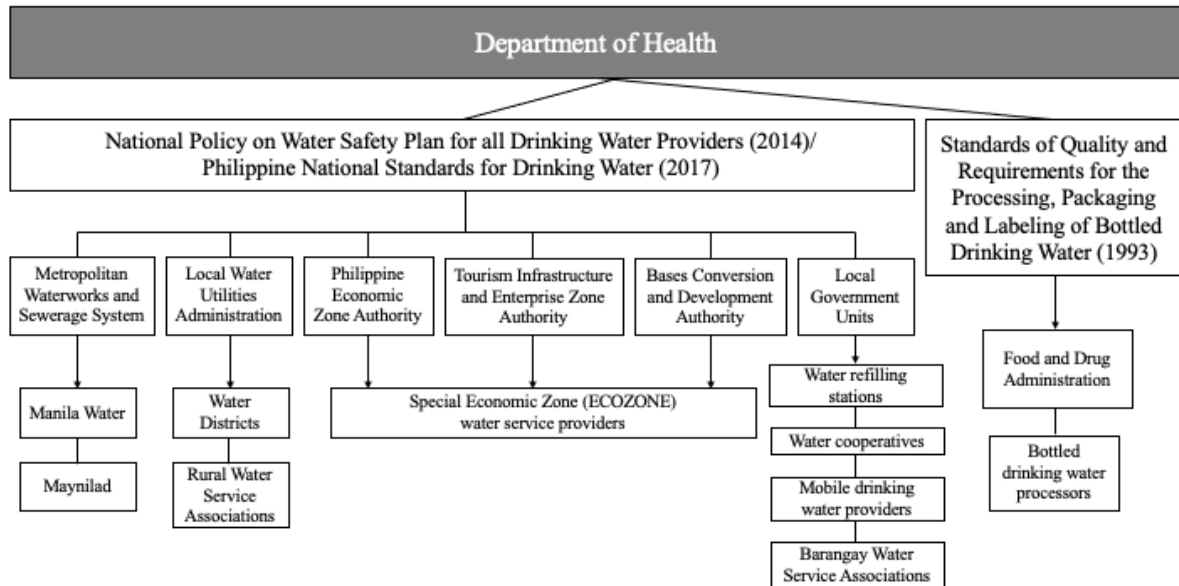 Department of Health
National Policy on Water Safety Plan for all Drinking Water Providers (2014)/
Philippine National Standards for Drinking Water (2017)
Standards of Quality and
Requirements for the
Processing, Packaging
and Labeling of Bottled
Drinking Water (1993)
Metropolitan
Waterworks and
Sewerage System
Local Water
Utilities
Administration
Philippine
Economic
Zone Authority
Tourism Infrastructure
and Enterprise Zone
Authority
Bases Conversion
and Development
Authority
Local
Government
Units
Manila Water
Maynilad
Water
Districts
Rural Water
Service
Associations
Special Economic Zone (ECOZONE)
water service providers
Water refilling
stations
Water cooperatives
Mobile drinking
water providers
Barangay Water
Service Associations
Food and Drug
Administration
Bottled
drinking water
processors